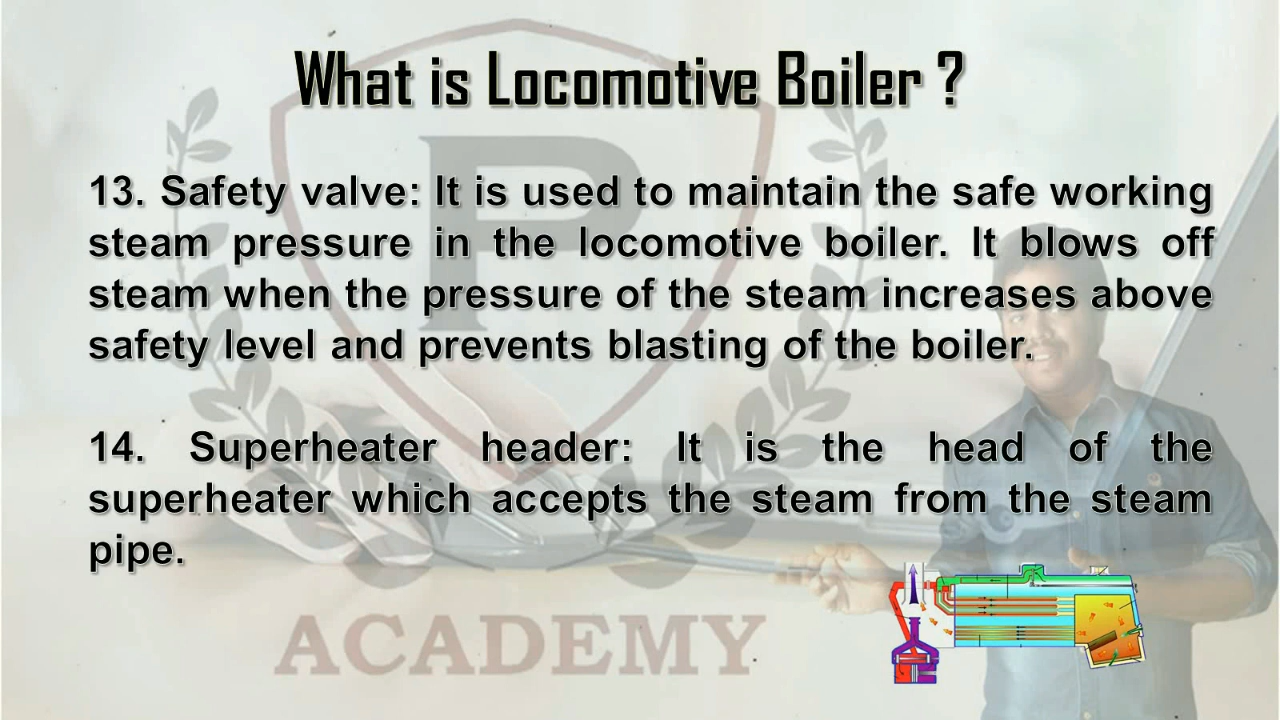 What is Locomotive Boiler ?
13. Safety valve: It is used to maintain the safe working
steam pressure in the locomotive boiler. It blows off
steam when the pressure of the steam increases above
safety level and prevents blasting of the boiler.
14. Superheater header: It is the head of the
superheater which accepts the steam from the steam
pipe.
P
ACADEMY